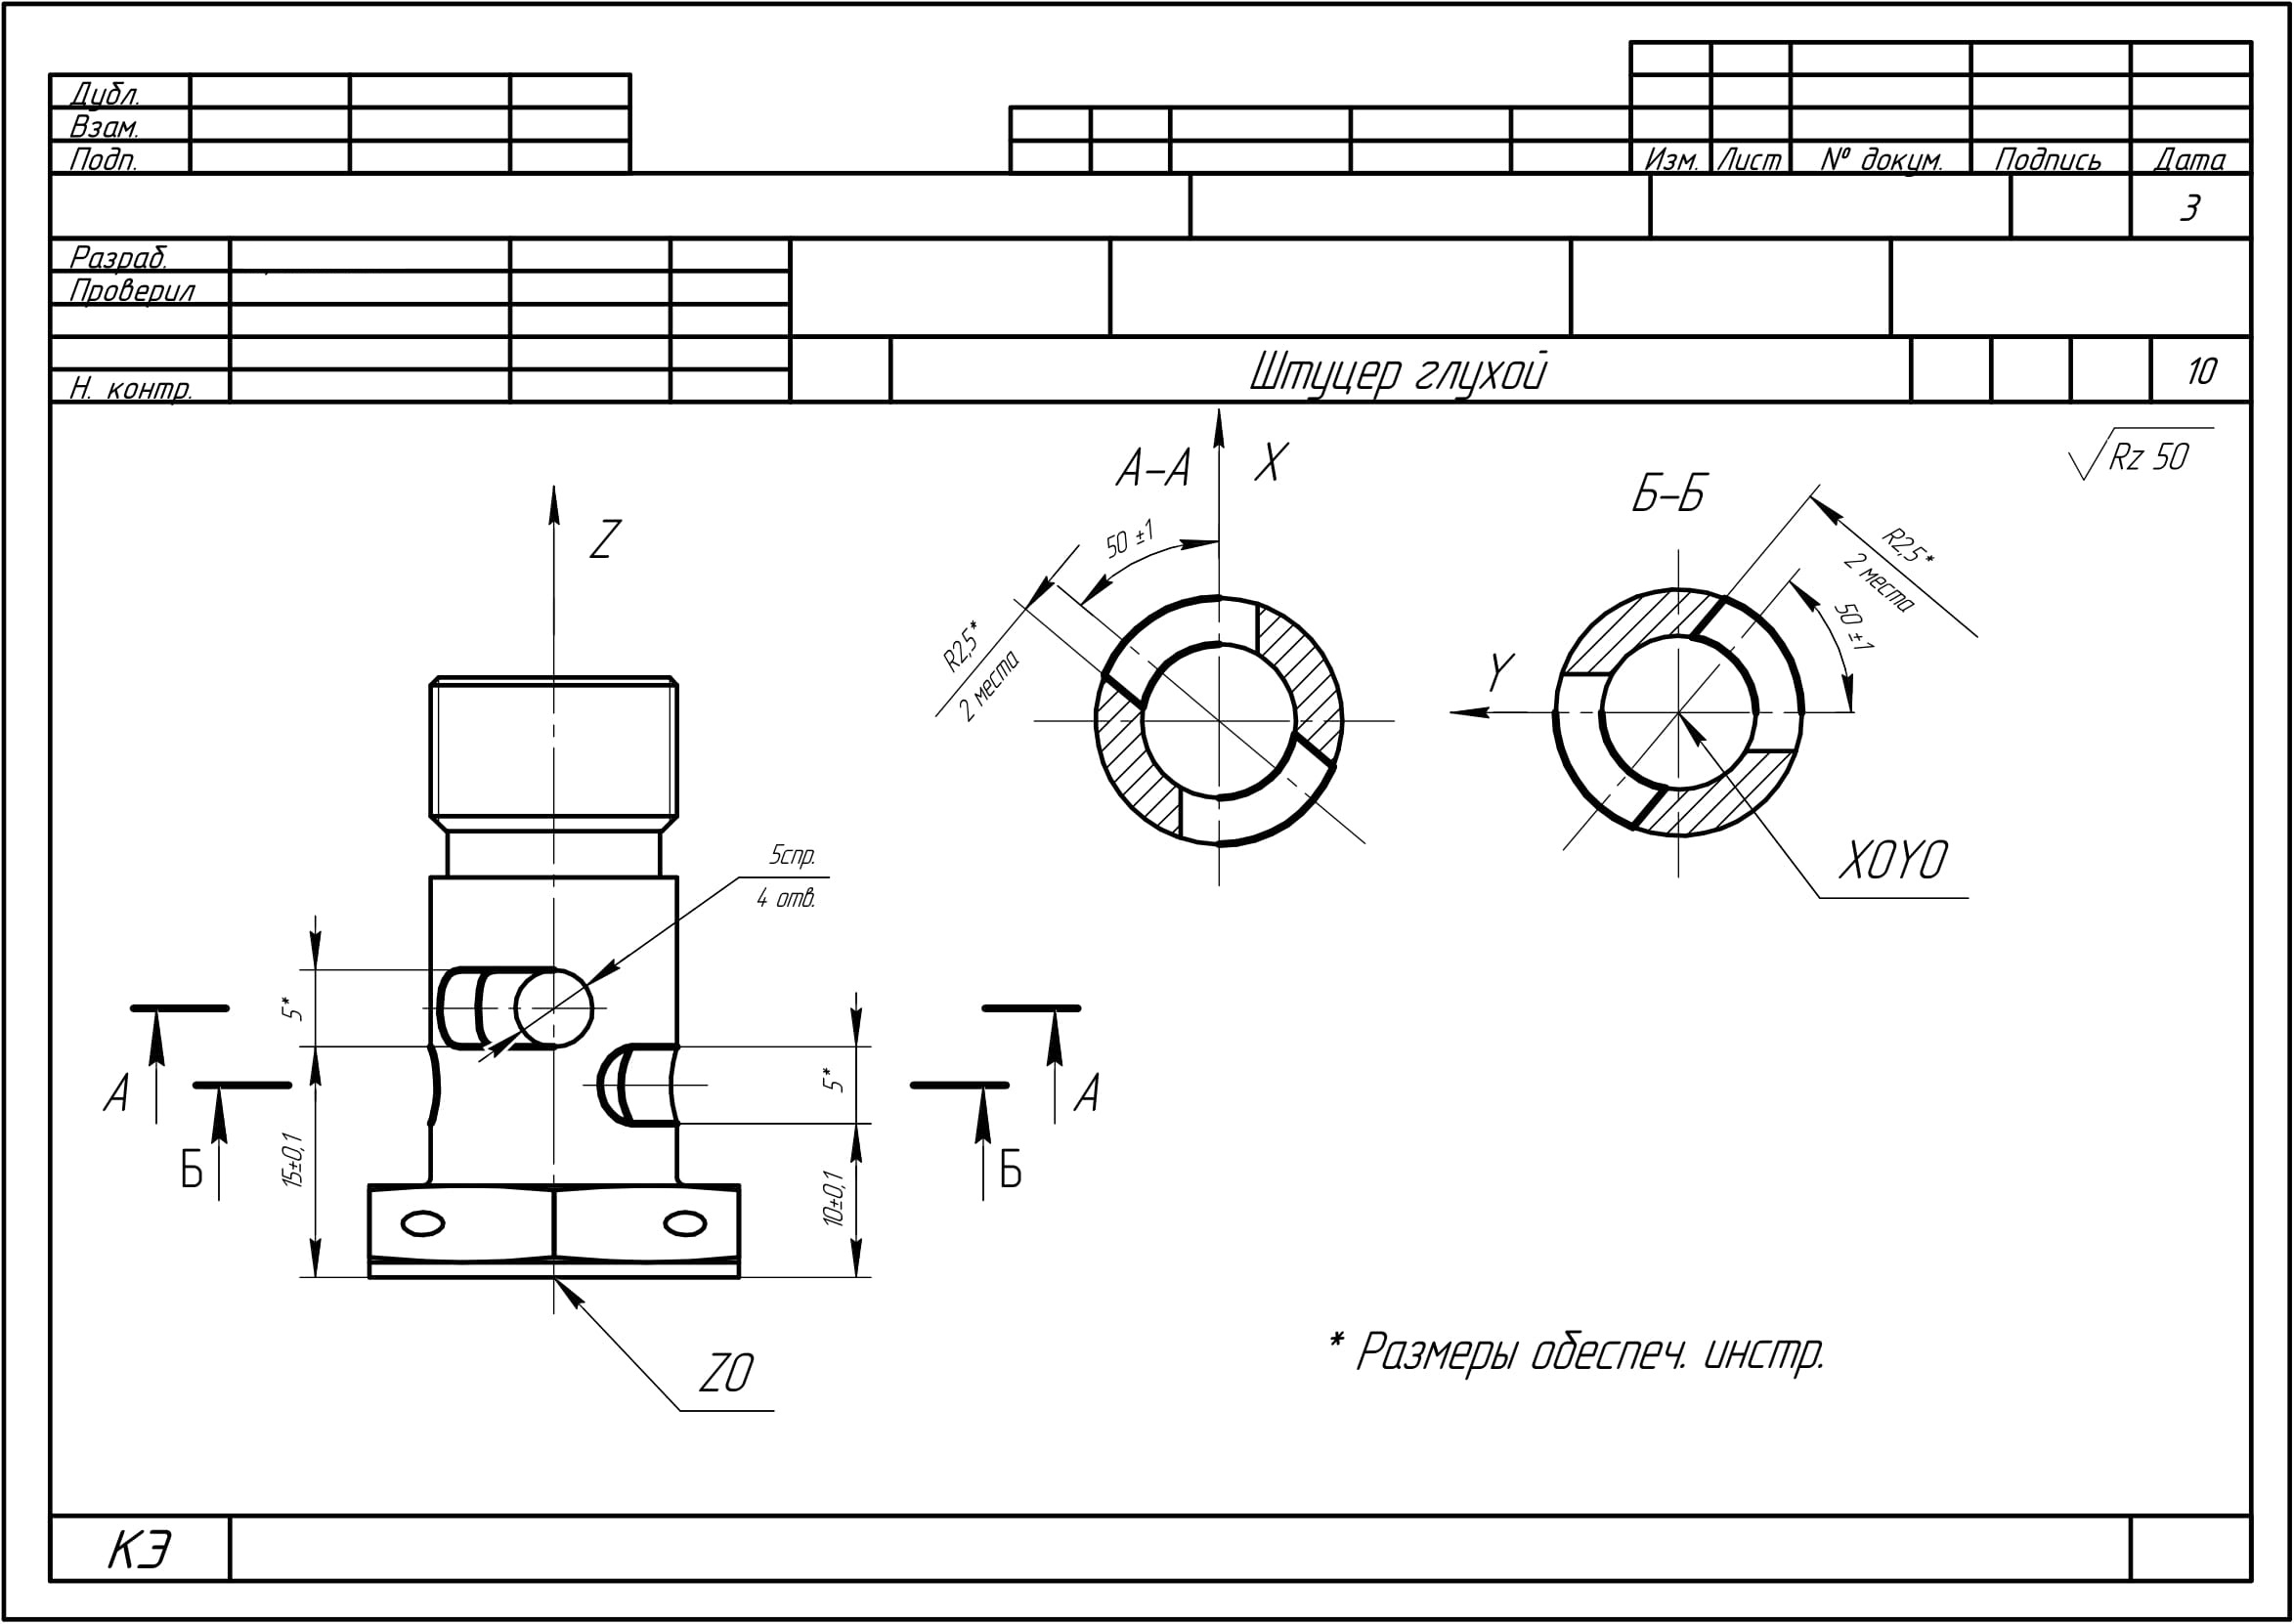 Дубл.
Взам.
Подп.
Изм. Лист № докум. Подпись Дата
3
Разраб.
Проверил
Н. контр.
Штуцер глухой
10
Rz 50
А-А
X
Б-Б
Z
50 ±1
R2,5*
2 места
R2,5*
2 места
50 ±1
Y
X0Y0
5спр.
4 отв.
5*
5*
А
А
Б
Б
15±0,1
10±0,1
Z0
* Размеры обеспеч. инстр.
КЭ